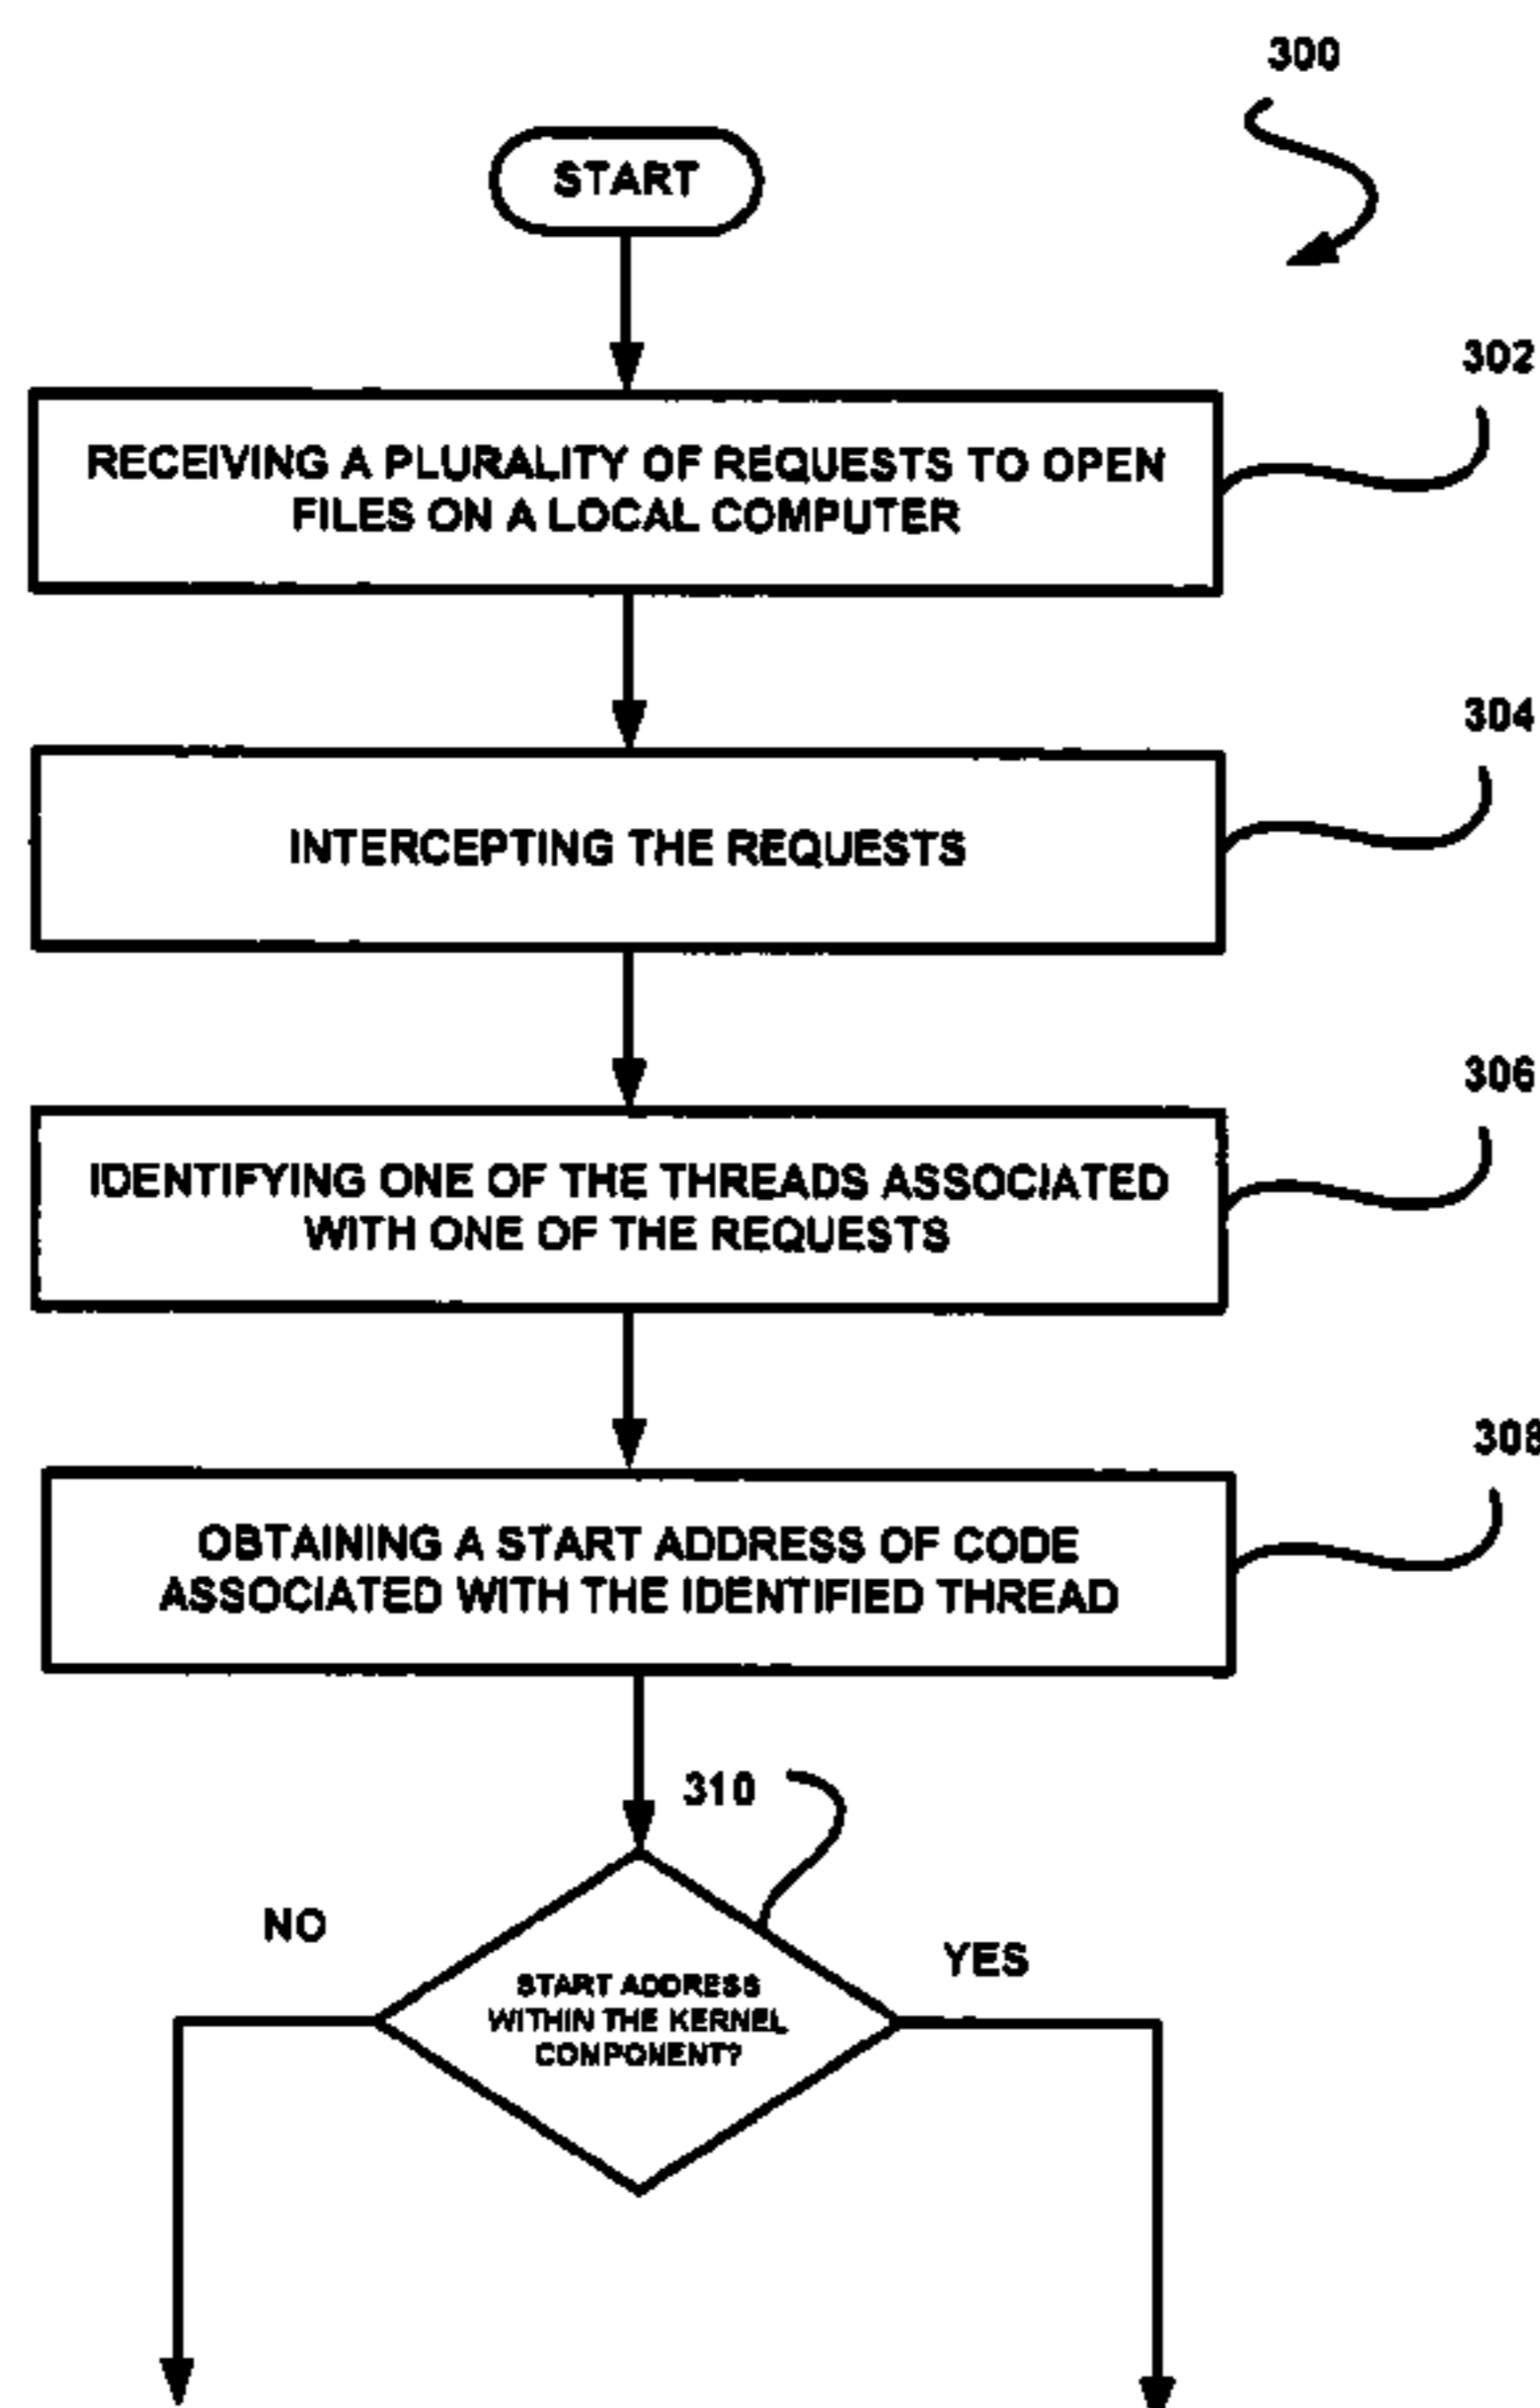 300
START
302
RECEIVING A PLURALITY OF REQUESTS TO OPEN
FILES ON A LOCAL COMPUTER
304
INTERCEPTING THE REQUESTS
306
IDENTIFYING ONE OF THE THREADS ASSOCIATED
WITH ONE OF THE REQUESTS
308
OBTAINING A START ADDRESS OF CODE
ASSOCIATED WITH THE IDENTIFIED THREAD
310
NO
YES
START ADDRESS
WITHIN THE KERNEL
COMPONENT?